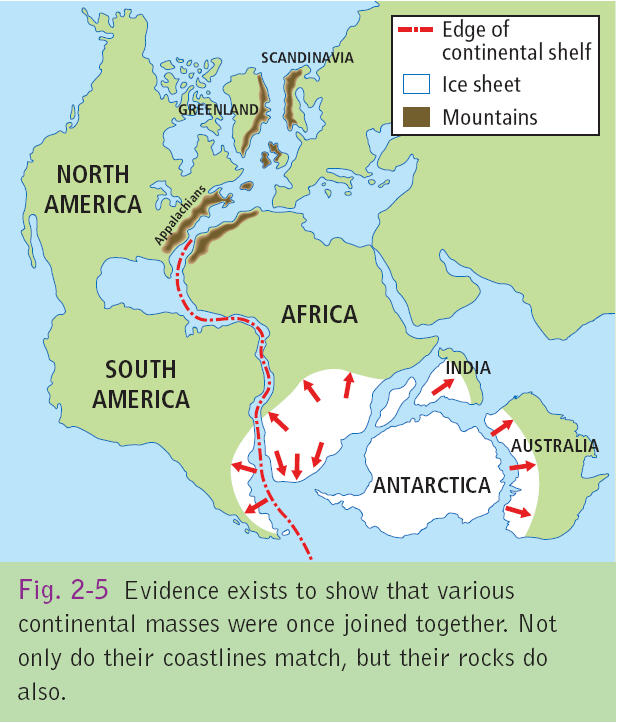 SCANDINAVIA
GREENLAND
Edge of
continental shelf
Ice sheet
Mountains
NORTH
AMERICA
Appalachians
AFRICA
SOUTH
AMERICA
INDIA
AUSTRALIA
ANTARCTICA
Fig. 2-5 Evidence exists to show that various
continental masses were once joined together. Not
only do their coastlines match, but their rocks do
also.